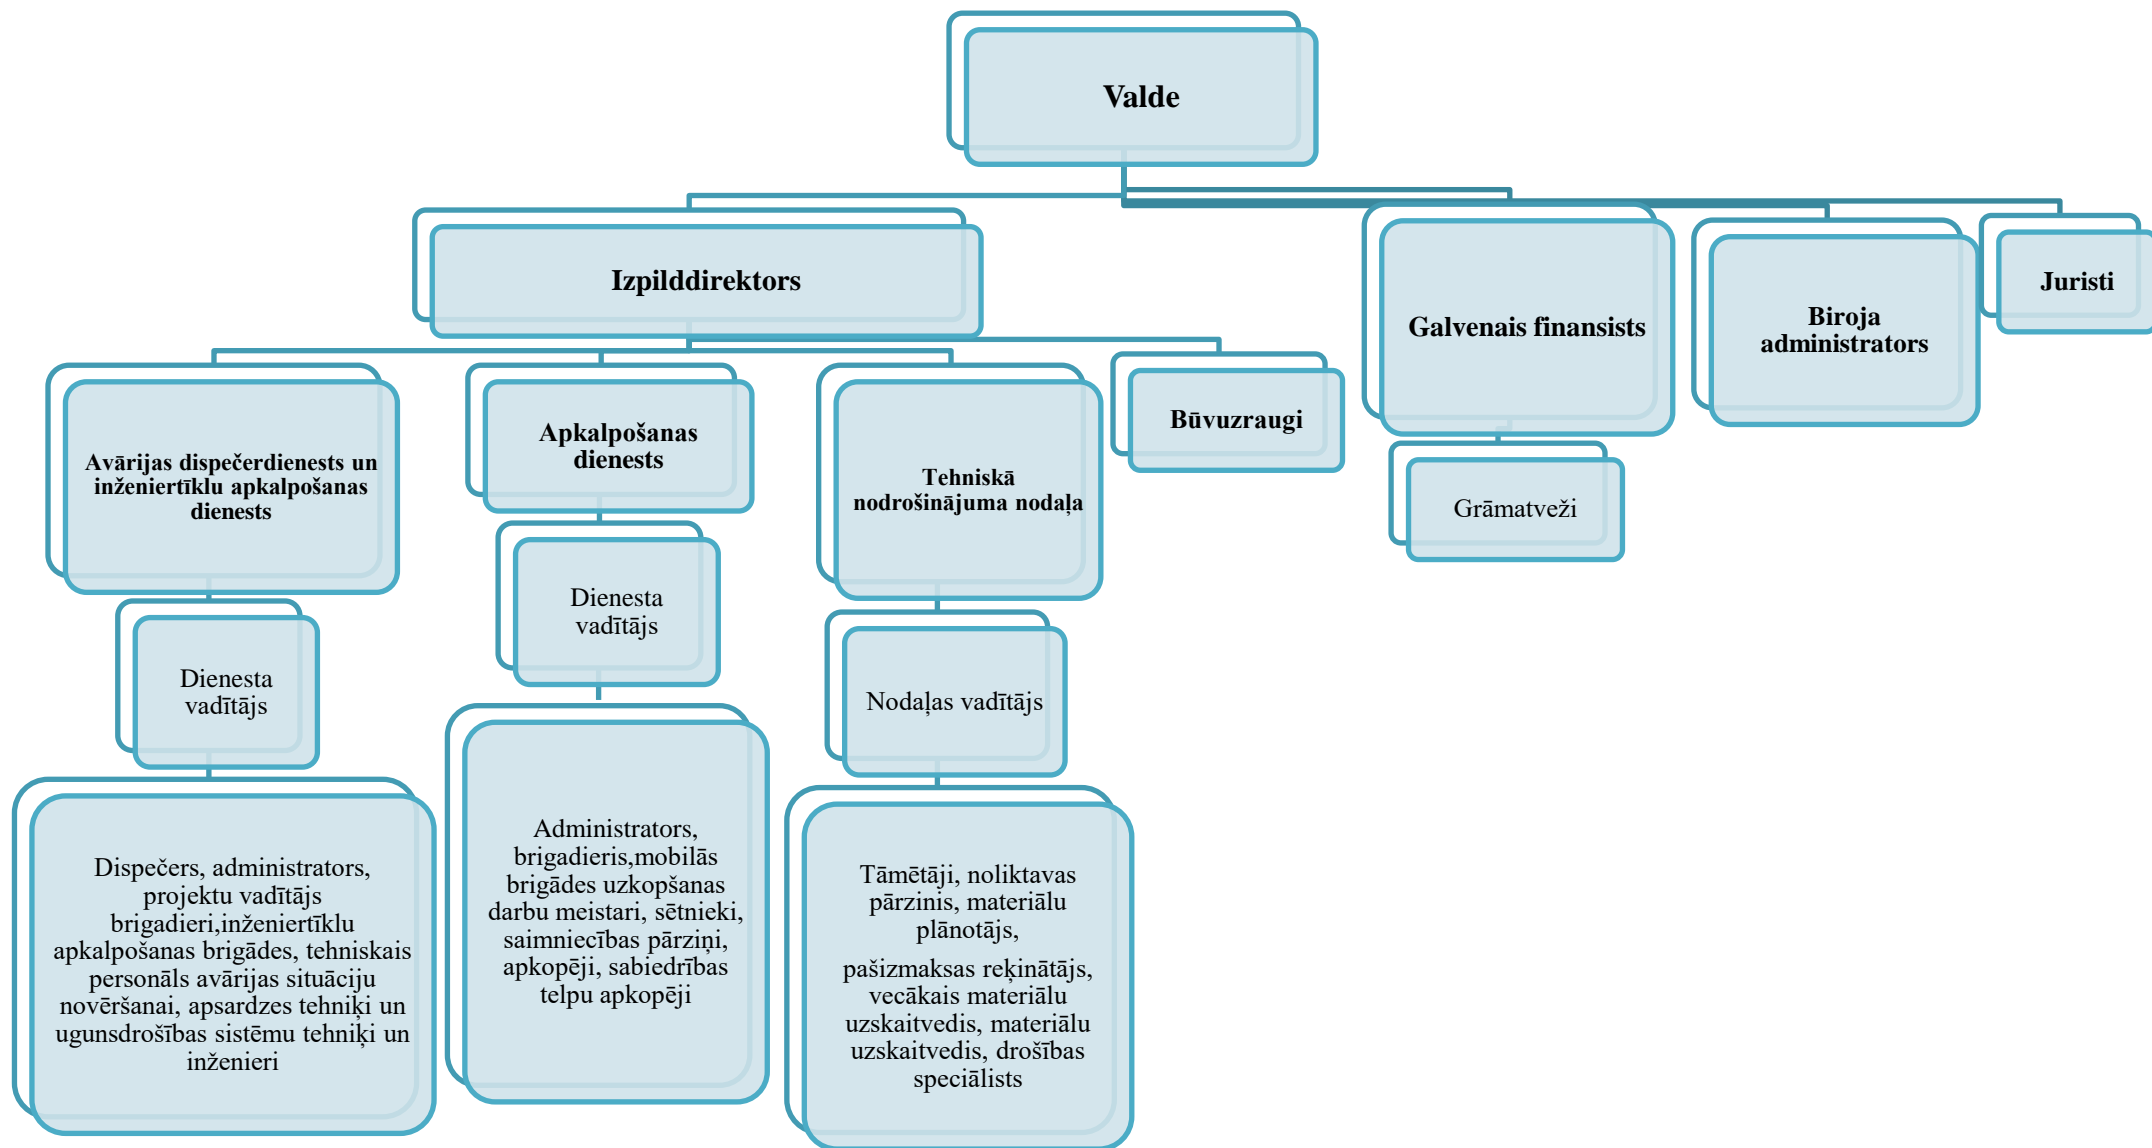 Valde
Izpilddirektors
Avārijas dispečerdienests un
inženiertīklu apkalpošanas
dienests
Dienesta
vadītājs
Dispečers, administrators,
projektu vadītājs
brigadieri,inženiertīklu
apkalpošanas brigādes, tehniskais
personāls avārijas situāciju
novēršanai, apsardzes tehniķi un
ugunsdrošības sistēmu tehniķi un
inženieri
Apkalpošanas
dienests
Dienesta
vadītājs
Administrators,
brigadieris,mobilās
brigādes uzkopšanas
darbu meistari, sētnieki,
saimniecības pārziņi,
apkopēji, sabiedrības
telpu apkopēji
Tehniskā
nodrošinājuma nodaļa
Nodaļas vadītājs
Tāmētāji, noliktavas
pārzinis, materiālu
plānotājs,
pašizmaksas reķinātājs,
vecākais materiālu
uzskaitvedis, materiālu
uzskaitvedis, drošības
speciālists
Būvuzraugi
Galvenais finansists
Grāmatveži
Biroja
administrators
Juristi